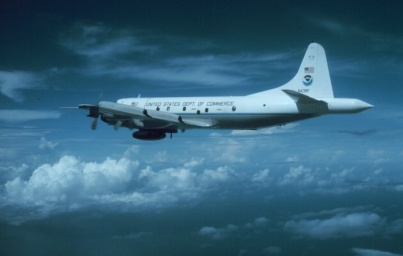 UNITED STATES DEPT OF COMMERCE